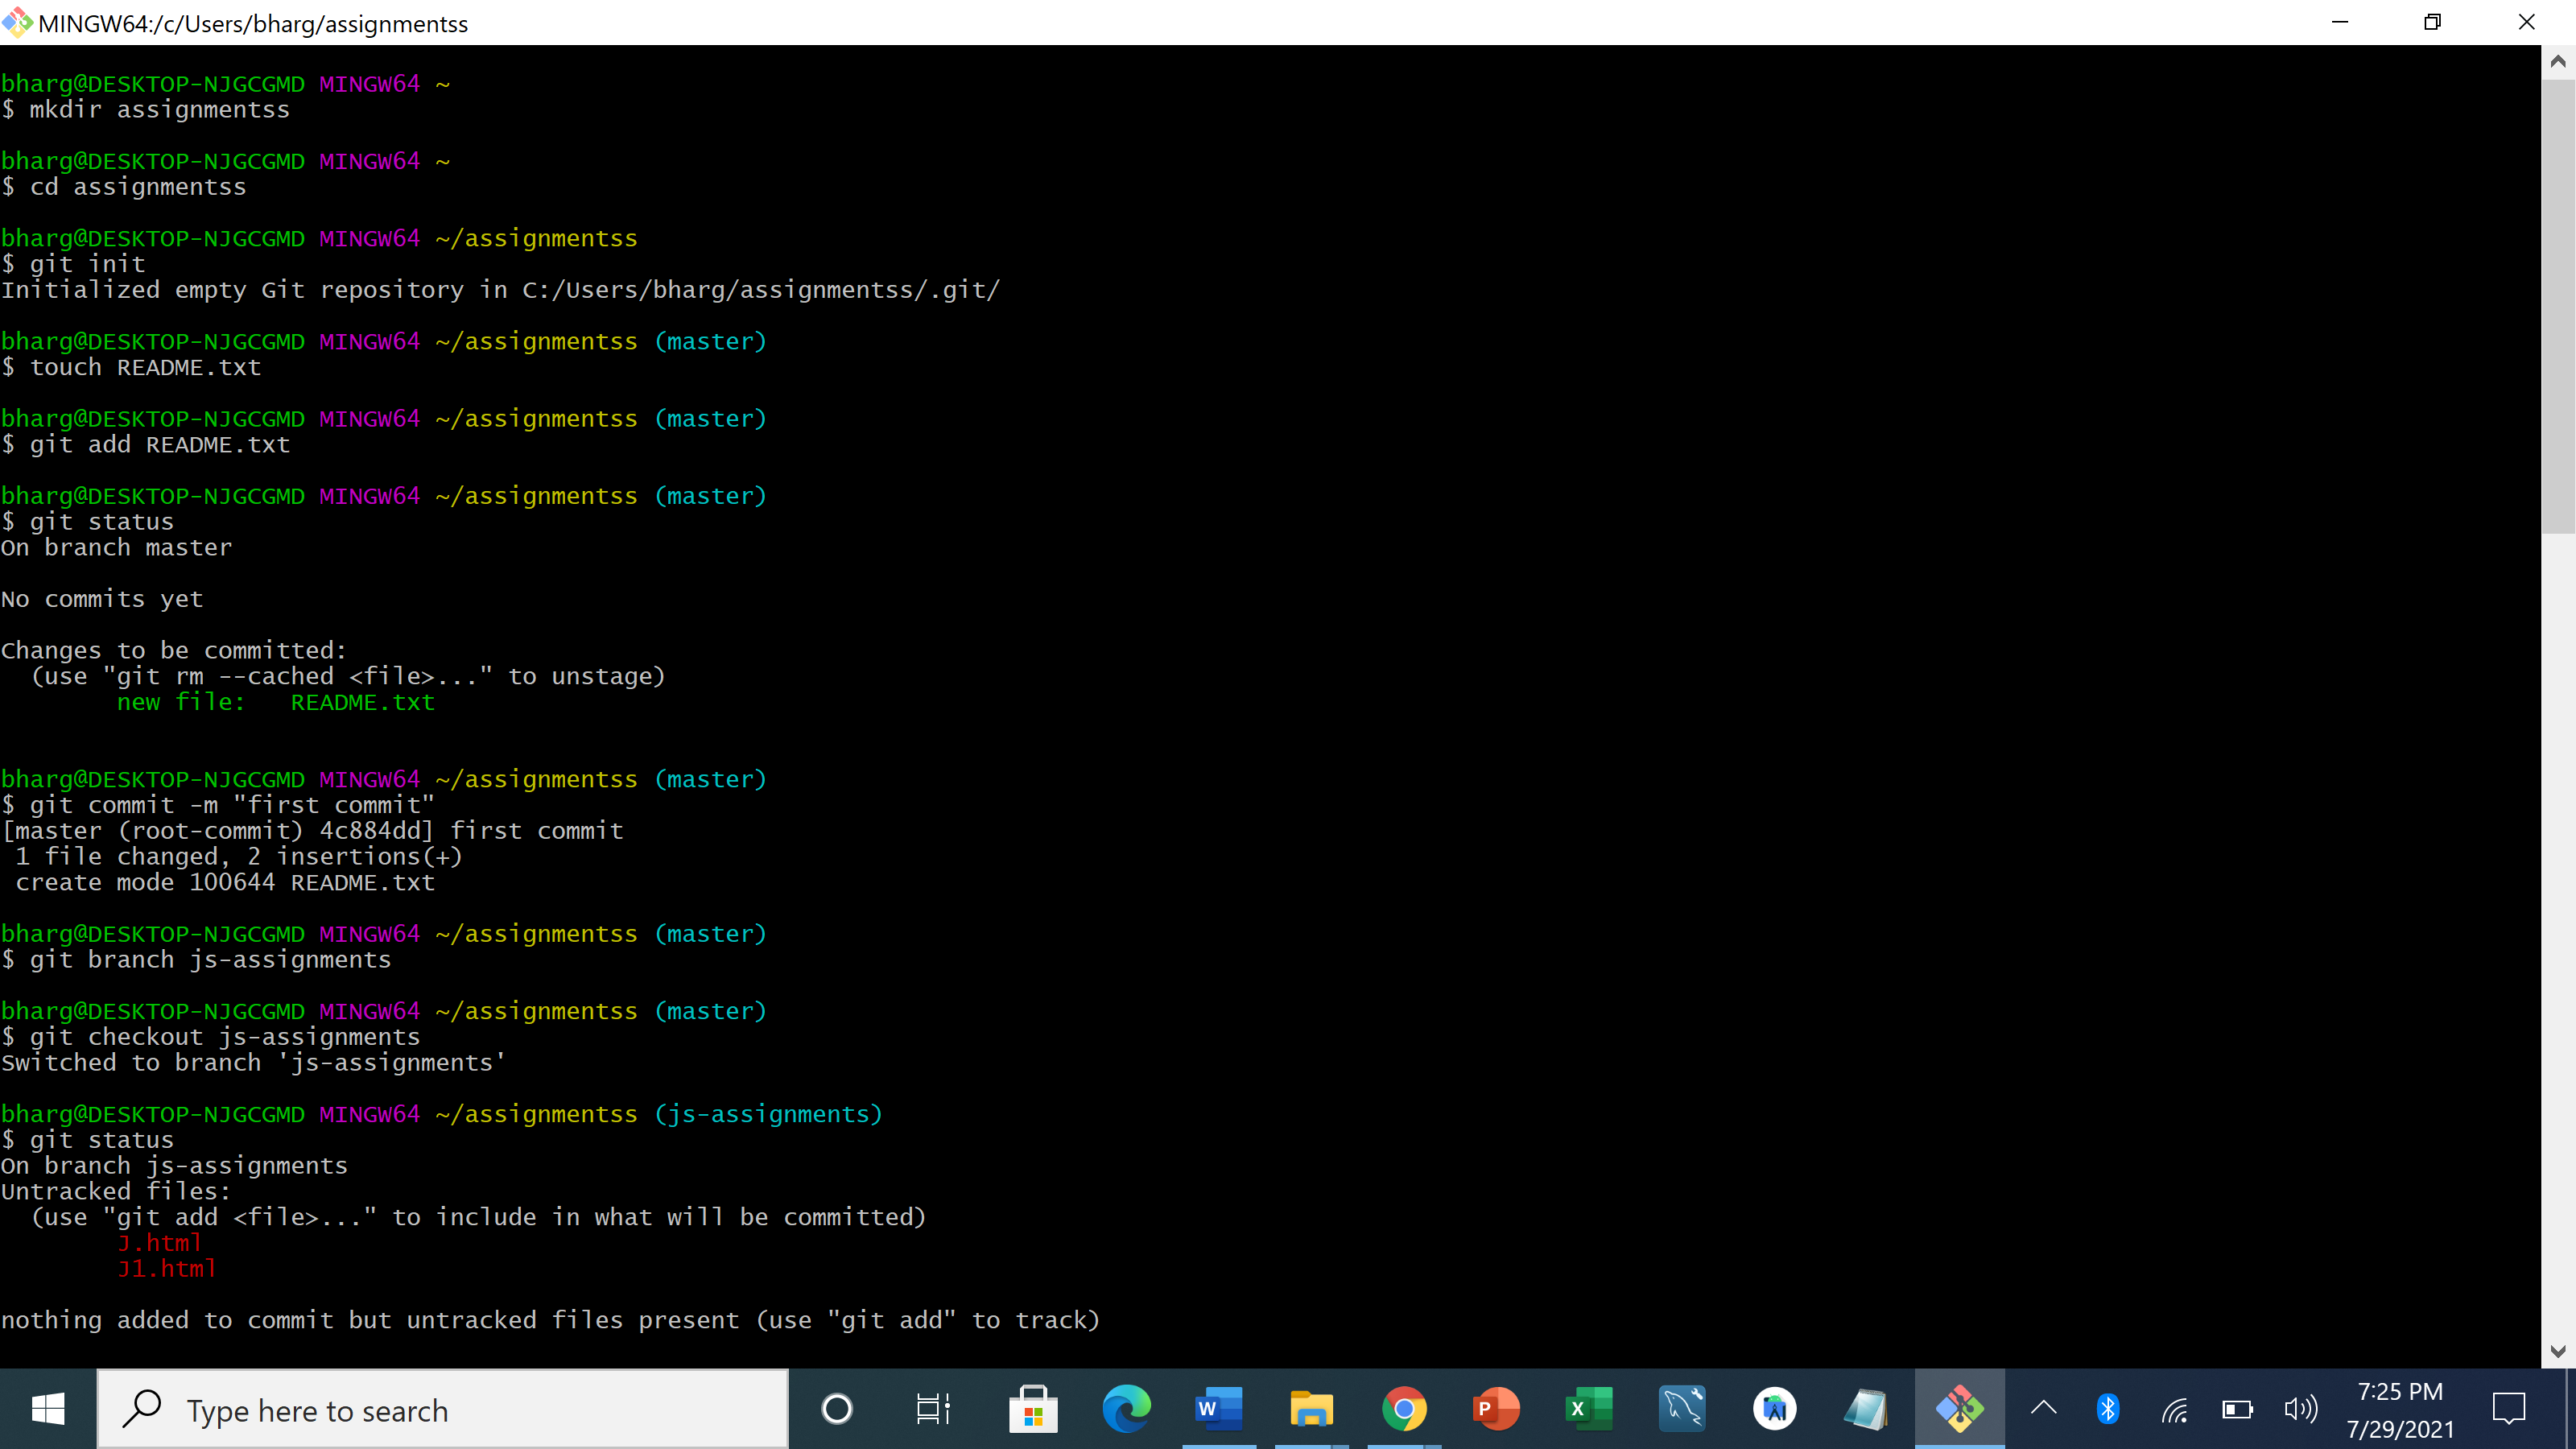 MINGW64:/c/Users/bharg/assignmentss
bharg@DESKTOP-NJGCGMD MINGW64 ~
$ mkdir assignmentss
bharg@DESKTOP-NJGCGMD MINGW64 ~
$ cd assignmentss
bharg@DESKTOP-NJGCGMD MINGW64 ~/assignmentss
$ git init
Initialized empty Git repository in C:/Users/bharg/assignmentss/.git/
bharg@DESKTOP-NJGCGMD MINGW64 ~/assignmentss (master)
$ touch README.txt
bharg@DESKTOP-NJGCGMD MINGW64 ~/assignmentss (master)
$ git add README.txt
bharg@DESKTOP-NJGCGMD MINGW64 ~/assignmentss (master)
$ git status
On branch master
No commits yet
Changes to be committed:
  (use "git rm --cached <file>..." to unstage)
        new file:   README.txt
bharg@DESKTOP-NJGCGMD MINGW64 ~/assignmentss (master)
$ git commit -m "first commit"
[master (root-commit) 4c884dd] first commit
 1 file changed, 2 insertions(+)
 create mode 100644 README.txt
bharg@DESKTOP-NJGCGMD MINGW64 ~/assignmentss (master)
$ git branch js-assignments
bharg@DESKTOP-NJGCGMD MINGW64 ~/assignmentss (master)
$ git checkout js-assignments
Switched to branch 'js-assignments'
bharg@DESKTOP-NJGCGMD MINGW64 ~/assignmentss (js-assignments)
$ git status
On branch js-assignments
Untracked files:
  (use "git add <file>..." to include in what will be committed)
        J.html
        J1.html
nothing added to commit but untracked files present (use "git add" to track)
Type here to search
W
P
X
7:25 PM
7/29/2021